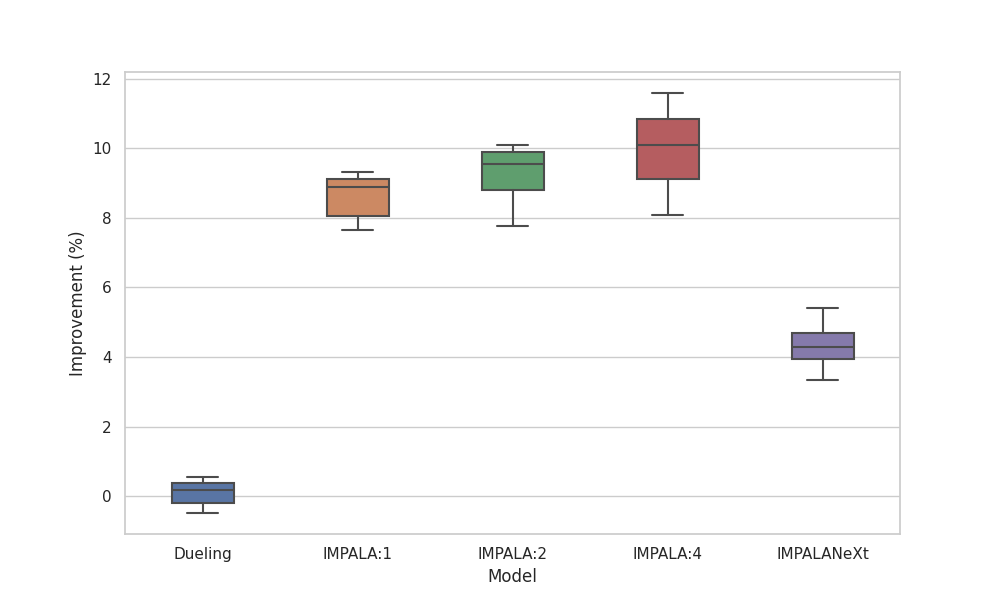 12
10
8
6
4
2
0
Improvement (%)
Dueling
IMPALA:1
IMPALA:2
IMPALA:4
IMPALANeXt
Model